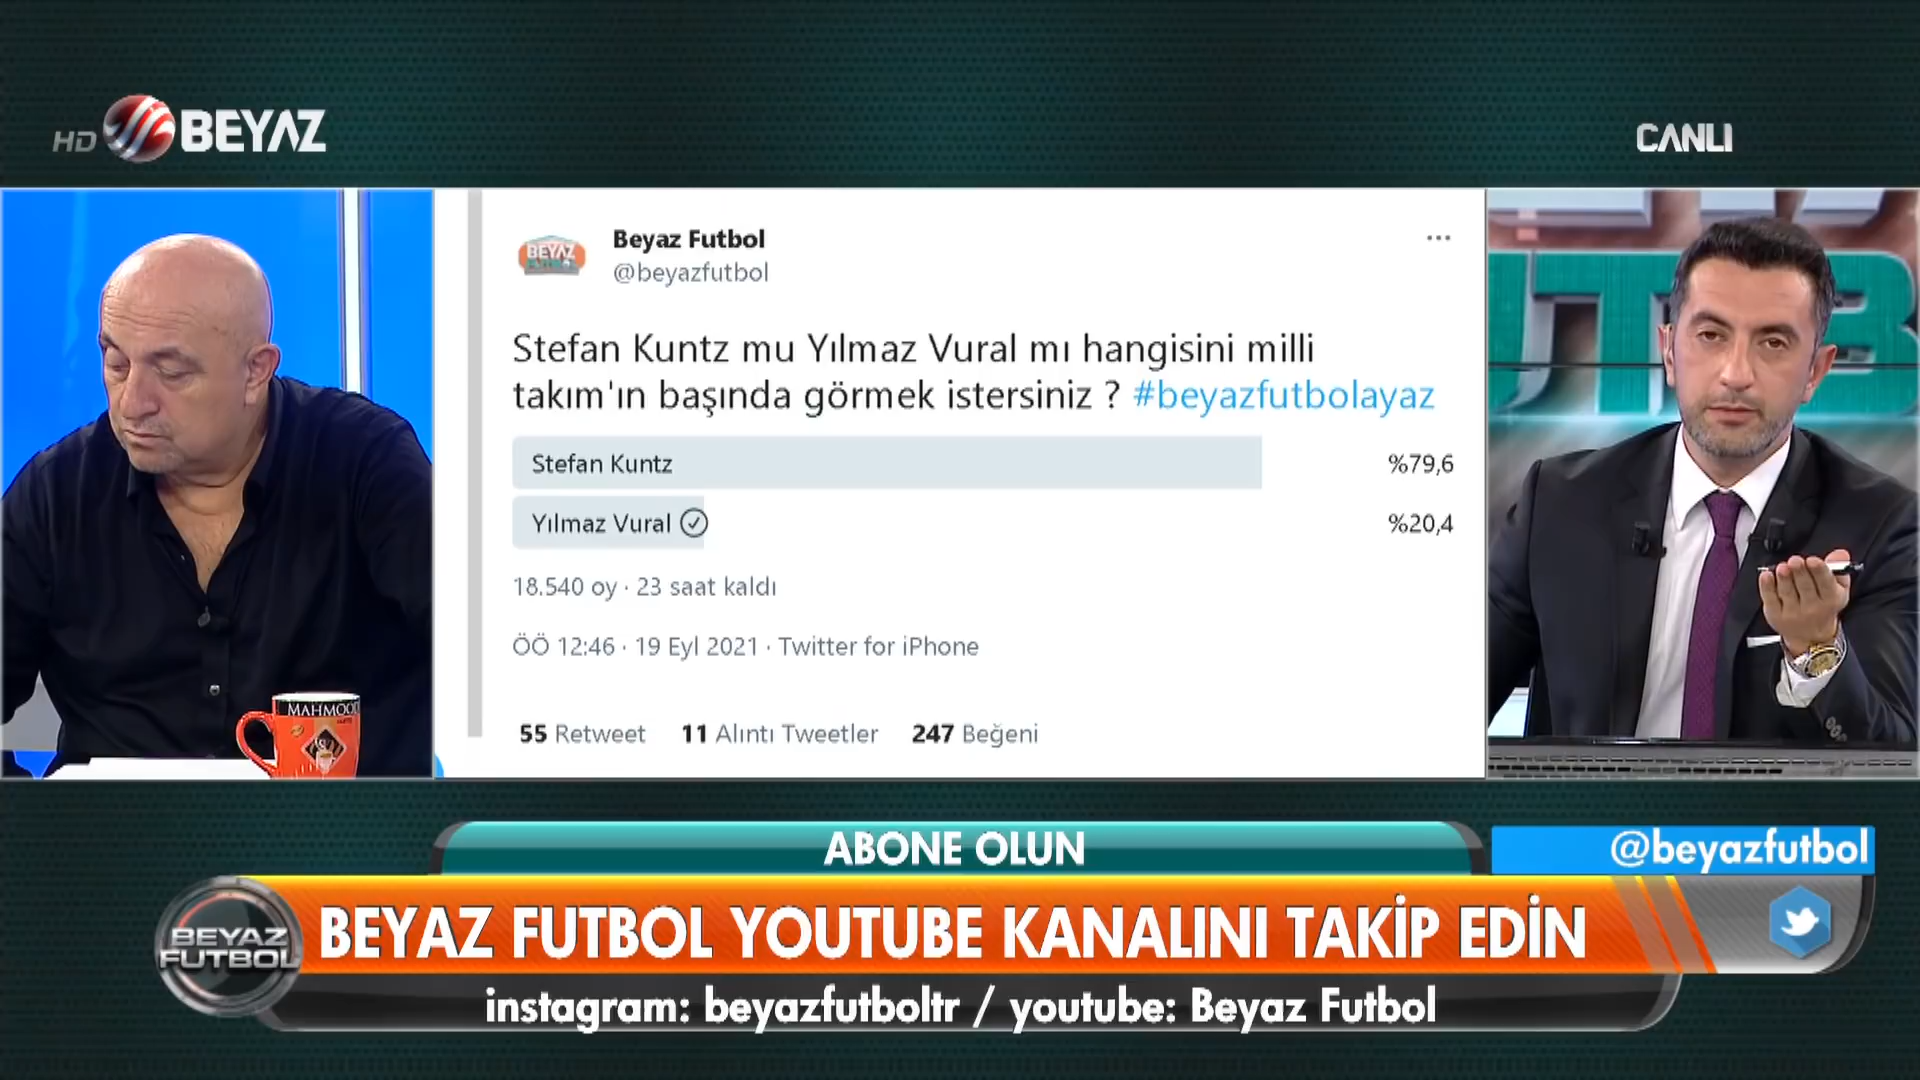 HD BEYAZ
CANLI
UTB
BEYAZ
Beyaz Futbol
@beyazfutbol
Stefan Kuntz mu Yılmaz Vural mı hangisini milli
takım'ın başında görmek istersiniz ? #beyazfutbolayaz
Stefan Kuntz %79,6
Yılmaz Vural %20,4
18.540 oy · 23 saat kaldı
ÖÖ 12:46 · 19 Eyl 2021 · Twitter for iPhone
55 Retweet 11 Alıntı Tweetler 247 Beğeni
ABONE OLUN
@beyazfutbol
BEYAZ
FUTBOL
BEYAZ FUTBOL YOUTUBE KANALINI TAKİP EDİN
instagram: beyazfutboltr / youtube: Beyaz Futbol